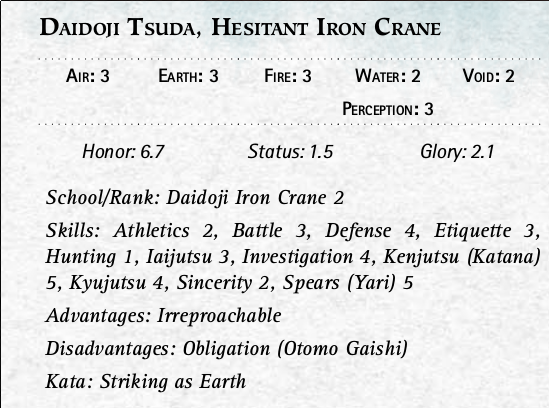 Daidoji Tsuda, Hesitant Iron Crane
Air: 3 Earth: 3 Fire: 3 Water: 2 Void: 2
Perception: 3
Honor: 6.7 Status: 1.5 Glory: 2.1
School/Rank: Daidoji Iron Crane 2
Skills: Athletics 2, Battle 3, Defense 4, Etiquette 3,
Hunting 1, Iaijutsu 3, Investigation 4, Kenjutsu (Katana)
5, Kyujutsu 4, Sincerity 2, Spears (Yari) 5
Advantages: Irreproachable
Disadvantages: Obligation (Otomo Gaishi)
Kata: Striking as Earth